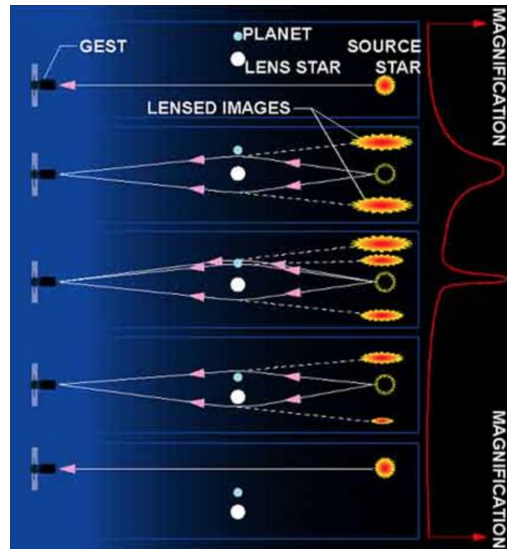 PLANET
GEST
SOURCE
STAR
LENS STAR
LENSED IMAGES
MAGNIFICATION
MAGNIFICATION